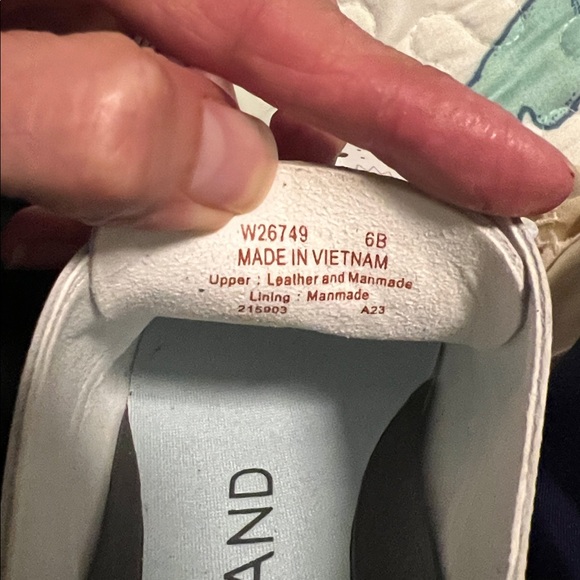 W26749 6B
MADE IN VIETNAM
Upper : Leather and Manmade
Lining : Manmade
215903 A23
AND